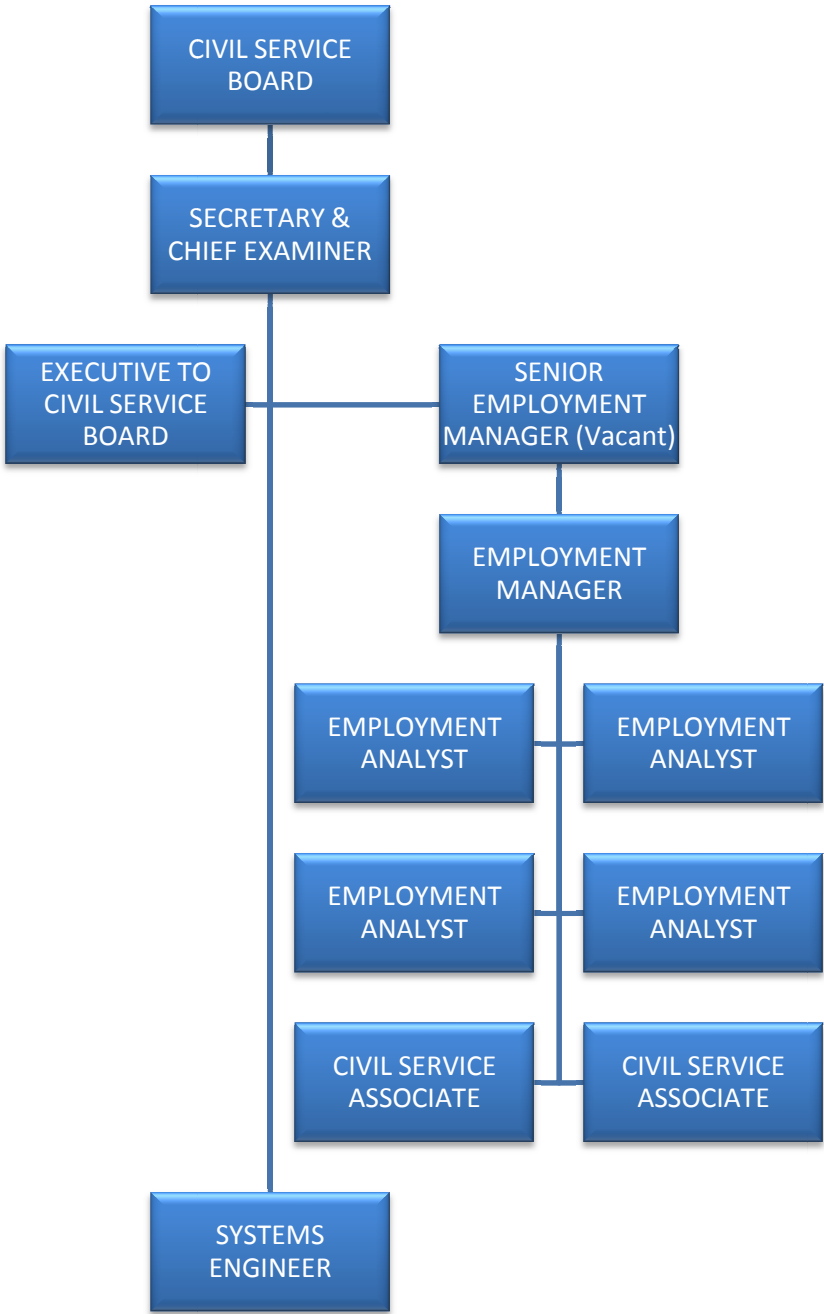 CIVIL SERVICE
BOARD
SECRETARY &
CHIEF EXAMINER
EXECUTIVE TO
CIVIL SERVICE
BOARD
SENIOR
EMPLOYMENT
MANAGER (Vacant)
EMPLOYMENT
MANAGER
EMPLOYMENT
ANALYST
EMPLOYMENT
ANALYST
EMPLOYMENT
ANALYST
EMPLOYMENT
ANALYST
CIVIL SERVICE
ASSOCIATE
CIVIL SERVICE
ASSOCIATE
SYSTEMS
ENGINEER